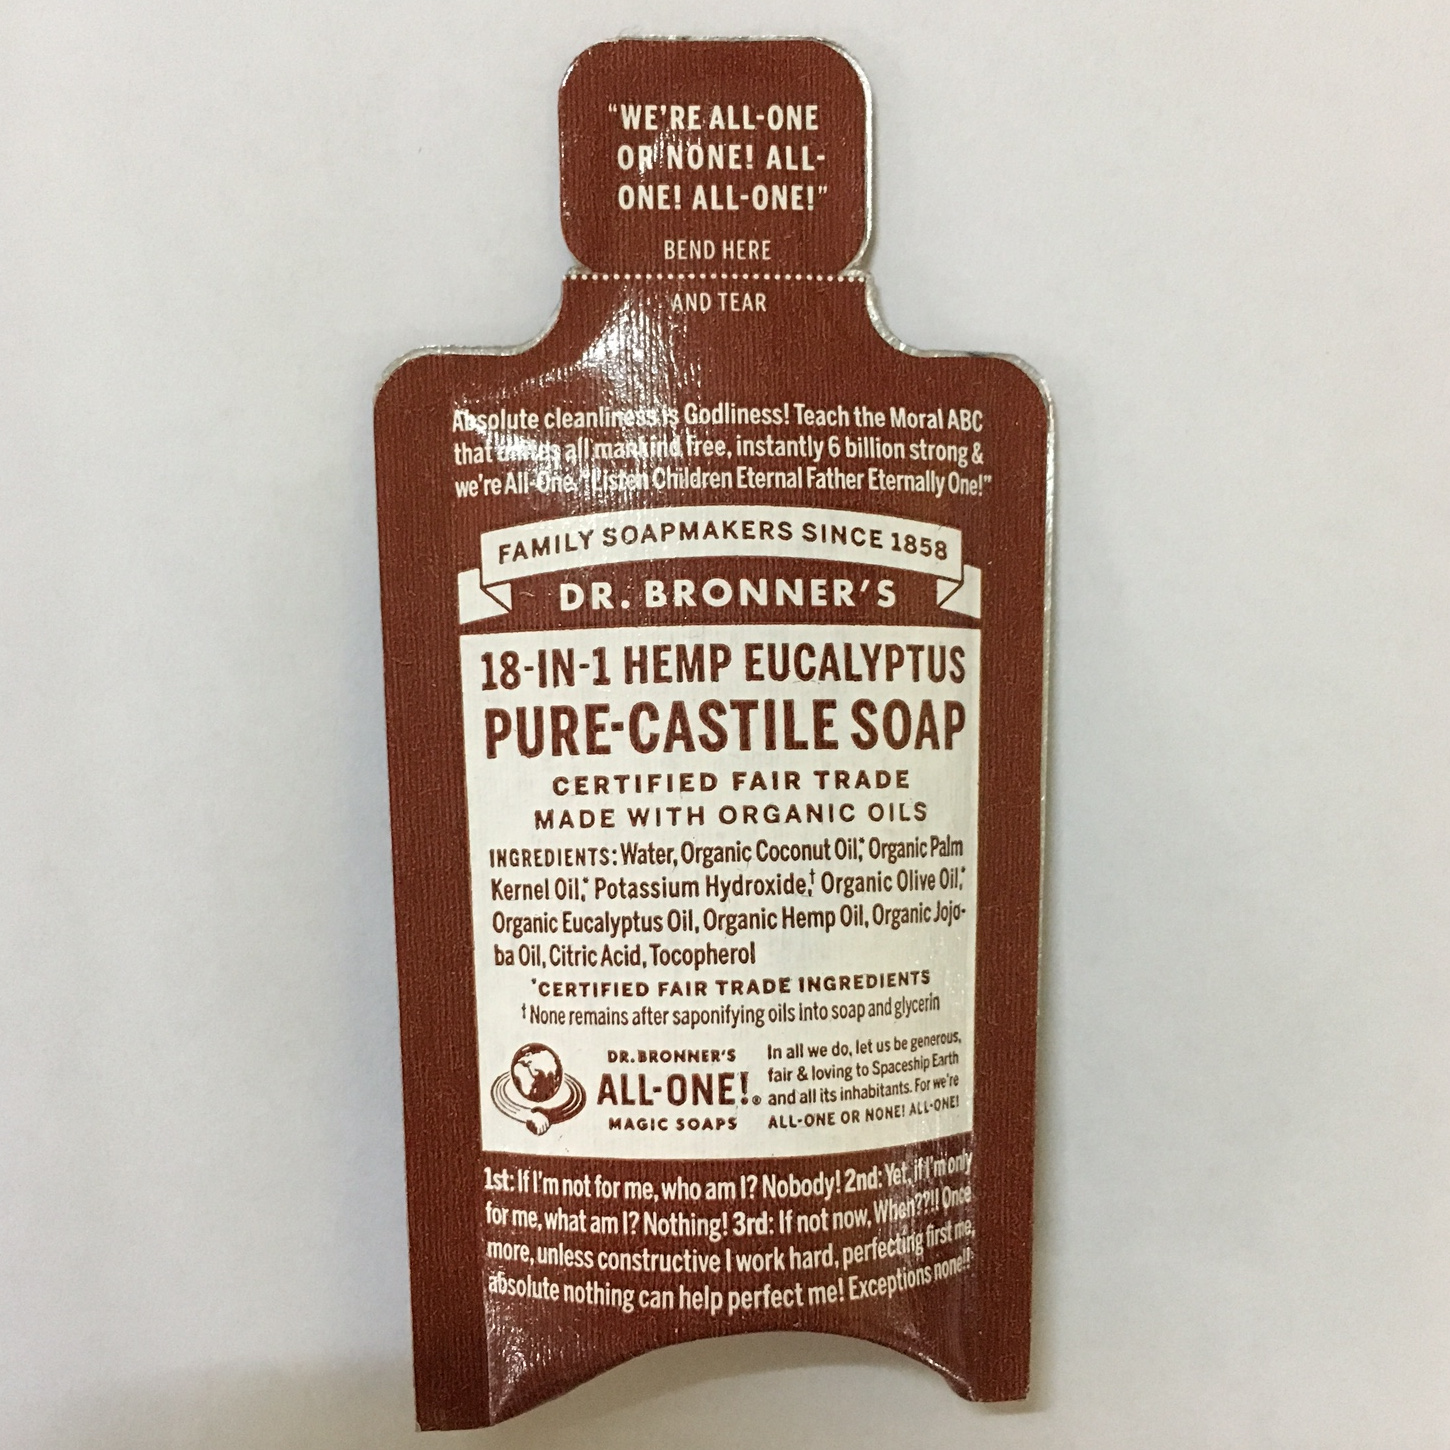 “WE’RE ALL-ONE
OR NONE! ALL-
ONE! ALL-ONE!”
BEND HERE
AND TEAR
Absolute cleanliness is Godliness! Teach the Moral ABC
that unites all mankind free, instantly 6 billion strong &
we’re All-One. “Listen Children Eternal Father Eternally One!”
FAMILY SOAPMAKERS SINCE 1858
DR. BRONNER’S
18-IN-1 HEMP EUCALYPTUS
PURE-CASTILE SOAP
CERTIFIED FAIR TRADE
MADE WITH ORGANIC OILS
INGREDIENTS: Water, Organic Coconut Oil,* Organic Palm
Kernel Oil,* Potassium Hydroxide,† Organic Olive Oil,*
Organic Eucalyptus Oil, Organic Hemp Oil, Organic Jojo-
ba Oil, Citric Acid, Tocopherol
*CERTIFIED FAIR TRADE INGREDIENTS
† None remains after saponifying oils into soap and glycerin
DR. BRONNER’S
ALL-ONE!®
MAGIC SOAPS
In all we do, let us be generous,
fair & loving to Spaceship Earth
and all its inhabitants. For we’re
ALL-ONE OR NONE! ALL-ONE!
1st: If I’m not for me, who am I? Nobody! 2nd: Yet, if I’m only
for me, what am I? Nothing! 3rd: If not now, When??!! Once
more, unless constructive I work hard, perfecting first me,
absolute nothing can help perfect me! Exceptions none!!